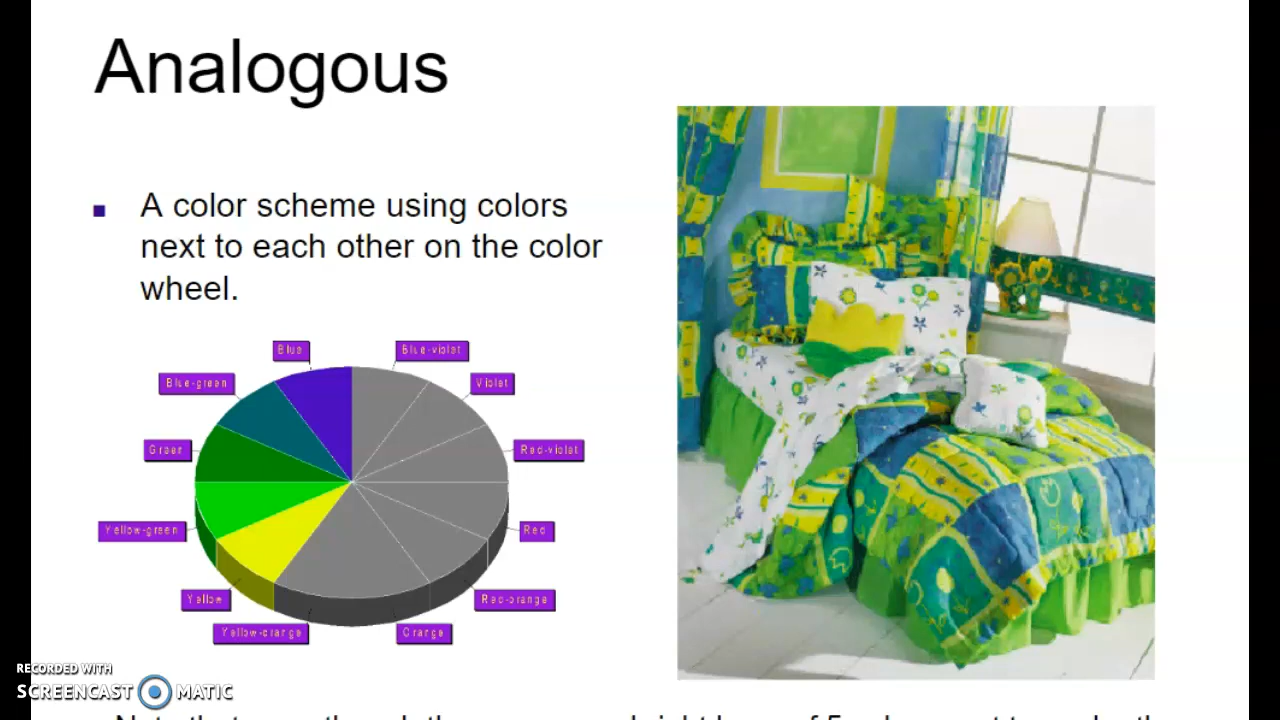 Analogous
A color scheme using colors
next to each other on the color
wheel.
Blue
Blue-violet
Blue-green
Violet
Green
Red-violet
Yellow-green
Red
Yellow
Red-orange
Yellow-orange
Orange
RECORDED WITH
SCREENCAST MATIC